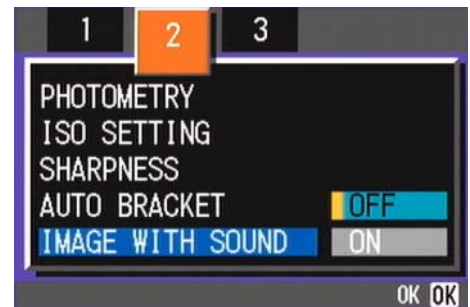 1 2 3
PHOTOMETRY
ISO SETTING
SHARPNESS
AUTO BRACKET OFF
IMAGE WITH SOUND ON
OK OK